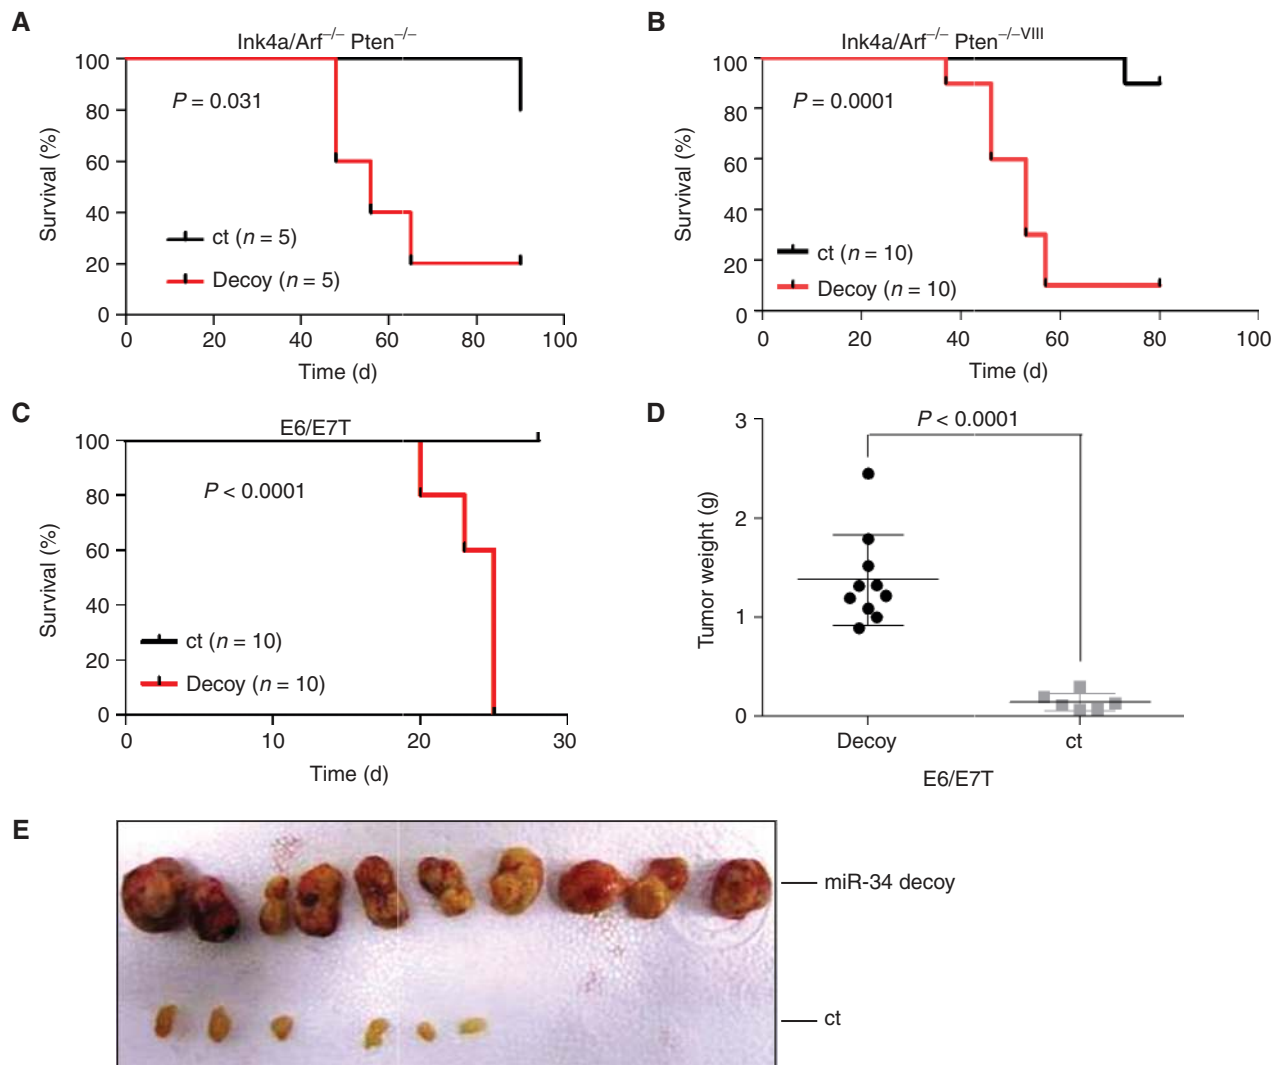 A
Ink4a/Arf−/− Pten−/−
100
80
60
40
20
0
Survival (%)
P = 0.031
ct (n = 5)
Decoy (n = 5)
0 20 40 60 80 100
Time (d)
B
Ink4a/Arf−/− Pten−/−VIII
100
80
60
40
20
0
Survival (%)
P = 0.0001
ct (n = 10)
Decoy (n = 10)
0 20 40 60 80 100
Time (d)
C
E6/E7T
100
80
60
40
20
0
Survival (%)
P < 0.0001
ct (n = 10)
Decoy (n = 10)
0 10 20 30
Time (d)
D
P < 0.0001
3
2
1
0
Tumor weight (g)
Decoy ct
E6/E7T
E
miR-34 decoy
ct